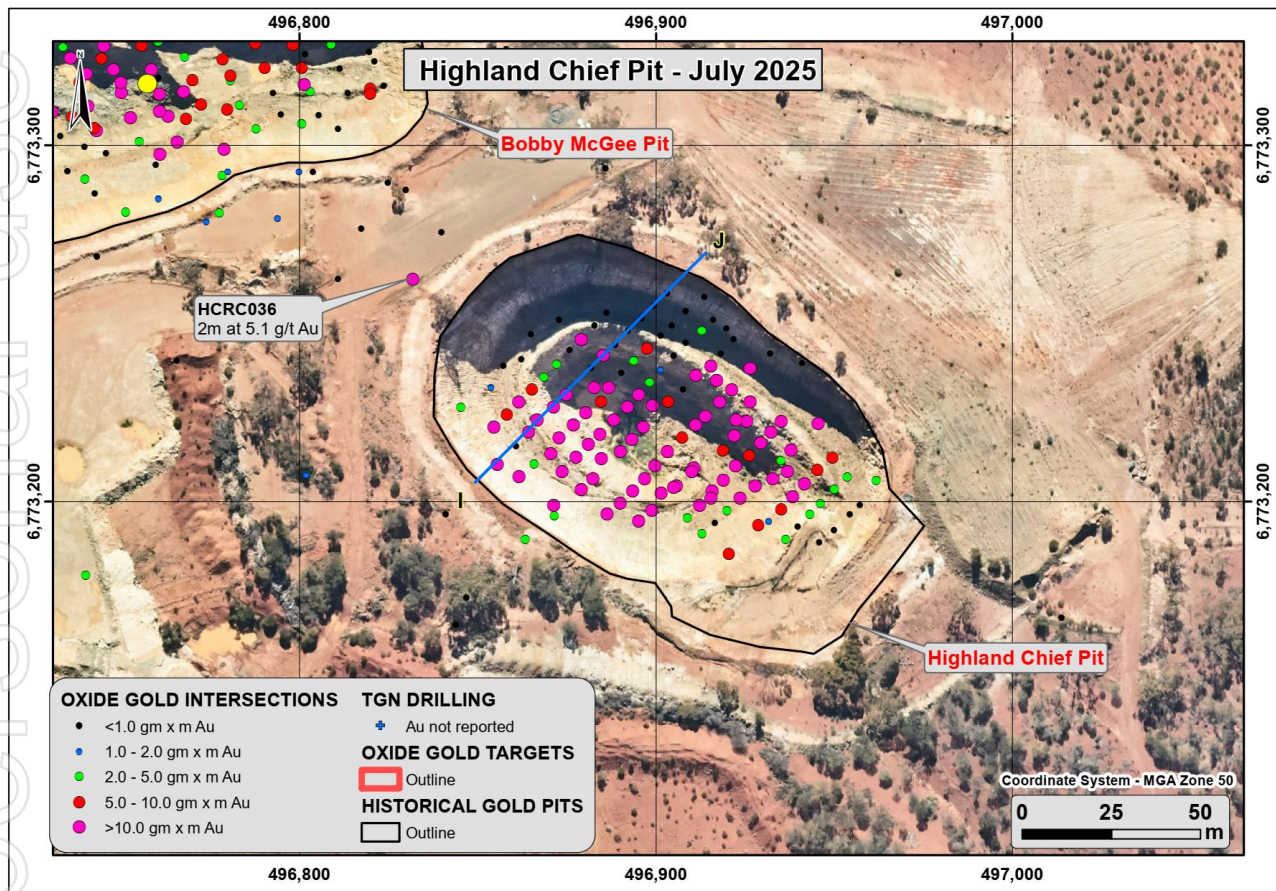 496,800
496,900
497,000
Highland Chief Pit - July 2025
N
6,773,300
6,773,300
Bobby McGee Pit
J
HCRC036
2m at 5.1 g/t Au
6,773,200
6,773,200
I
Highland Chief Pit
OXIDE GOLD INTERSECTIONS
<1.0 gm x m Au
1.0 - 2.0 gm x m Au
2.0 - 5.0 gm x m Au
5.0 - 10.0 gm x m Au
>10.0 gm x m Au
TGN DRILLING
Au not reported
OXIDE GOLD TARGETS
Outline
HISTORICAL GOLD PITS
Outline
Coordinate System - MGA Zone 50
0 25 50
m
496,800
496,900
497,000